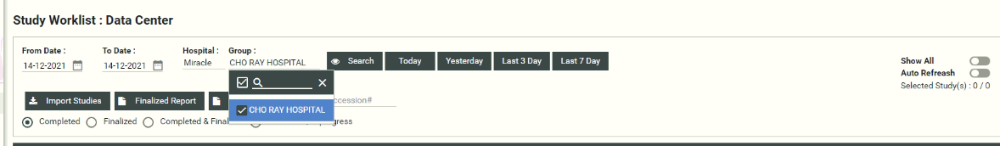 Study Worklist : Data Center
From Date :
To Date :
Hospital :
Group :
14-12-2021
14-12-2021
Miracle
CHO RAY HOSPITAL
Search
Today
Yesterday
Last 3 Day
Last 7 Day
Show All
Auto Refreash
Selected Study(s) : 0 / 0
CHO RAY HOSPITAL
Import Studies
Finalized Report
ccession#
Completed
Finalized
Completed & Final